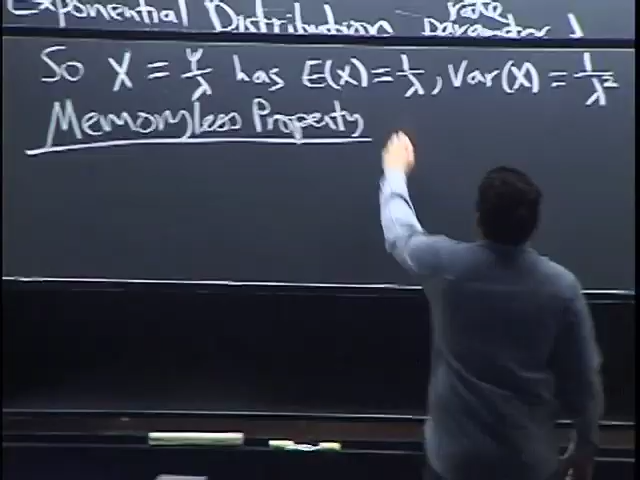 Exponential Distribution rate
parameter λ
So X = Y/λ has E(X) = 1/λ, Var(X) = 1/λ²
Memoryless Property